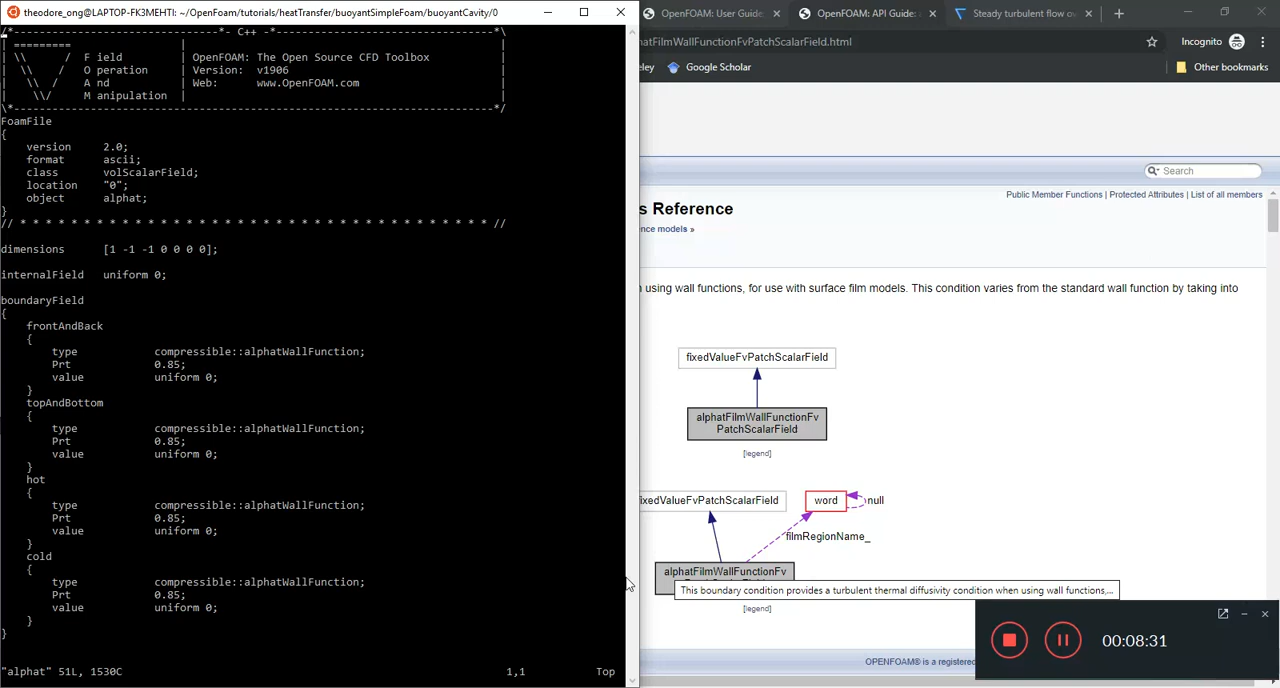 theodore_ong@LAPTOP-FK3MEHTI: ~/OpenFoam/tutorials/heatTransfer/buoyantSimpleFoam/buoyantCavity/0
/*--------------------------------*- C++ -*----------------------------------*\
| =========                 |
| \\      / F ield | OpenFOAM: The Open Source CFD Toolbox |
| \\    / O peration | Version: v1906 |
| \\  / A nd | Web: www.OpenFOAM.com |
| \\/ M anipulation | |
\*---------------------------------------------------------------------------*/
FoamFile
{
version 2.0;
format ascii;
class volScalarField;
location "0";
object alphat;
}
// * * * * * * * * * * * * * * * * * * * * * * * * * * * * * * * * * * * * * //
dimensions [1 -1 -1 0 0 0 0];
internalField uniform 0;
boundaryField
{
frontAndBack
{
type compressible::alphatWallFunction;
Prt 0.85;
value uniform 0;
}
topAndBottom
{
type compressible::alphatWallFunction;
Prt 0.85;
value uniform 0;
}
hot
{
type compressible::alphatWallFunction;
Prt 0.85;
value uniform 0;
}
cold
{
type compressible::alphatWallFunction;
Prt 0.85;
value uniform 0;
}
}
"alphat" 51L, 1530C 1,1 Top
OpenFOAM: User Guide
OpenFOAM: API Guide:
Steady turbulent flow ov
atFilmWallFunctionFvPatchScalarField.html
Incognito
ley
Google Scholar
Other bookmarks
Search
Public Member Functions | Protected Attributes | List of all members
s Reference
nce models »
using wall functions, for use with surface film models. This condition varies from the standard wall function by taking into
fixedValueFvPatchScalarField
alphatFilmWallFunctionFv
PatchScalarField
[legend]
ixedValueFvPatchScalarField
word
null
filmRegionName_
alphatFilmWallFunctionFv
This boundary condition provides a turbulent thermal diffusivity condition when using wall functions,...
[legend]
OPENFOAM® is a registered
00:08:31